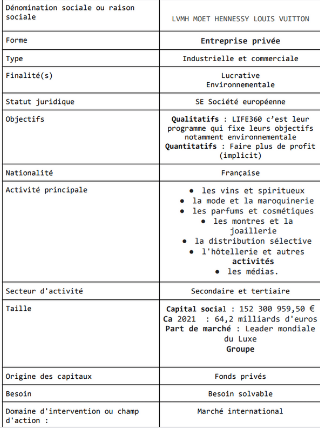 Dénomination sociale ou raison
sociale
LVMH MOET HENNESSY LOUIS VUITTON
Forme
Entreprise privée
Type
Industrielle et commerciale
Finalité(s)
Lucrative
Environnementale
Statut juridique
SE Société européenne
Objectifs
Qualitatifs : LIFE360 c’est leur
programme qui fixe leurs objectifs
notamment environnementale
Quantitatifs : Faire plus de profit
(implicit)
Nationalité
Française
Activité principale
● les vins et spiritueux
● la mode et la maroquinerie
● les parfums et cosmétiques
● les montres et la
joaillerie
● la distribution sélective
● l'hôtellerie et autres
activités
● les médias.
Secteur d’activité
Secondaire et tertiaire
Taille
Capital social : 152 300 959,50 €
Ca 2021 : 64,2 milliards d'euros
Part de marché : Leader mondiale
du Luxe
Groupe
Origine des capitaux
Fonds privés
Besoin
Besoin solvable
Domaine d’intervention ou champ
d’action :
Marché international